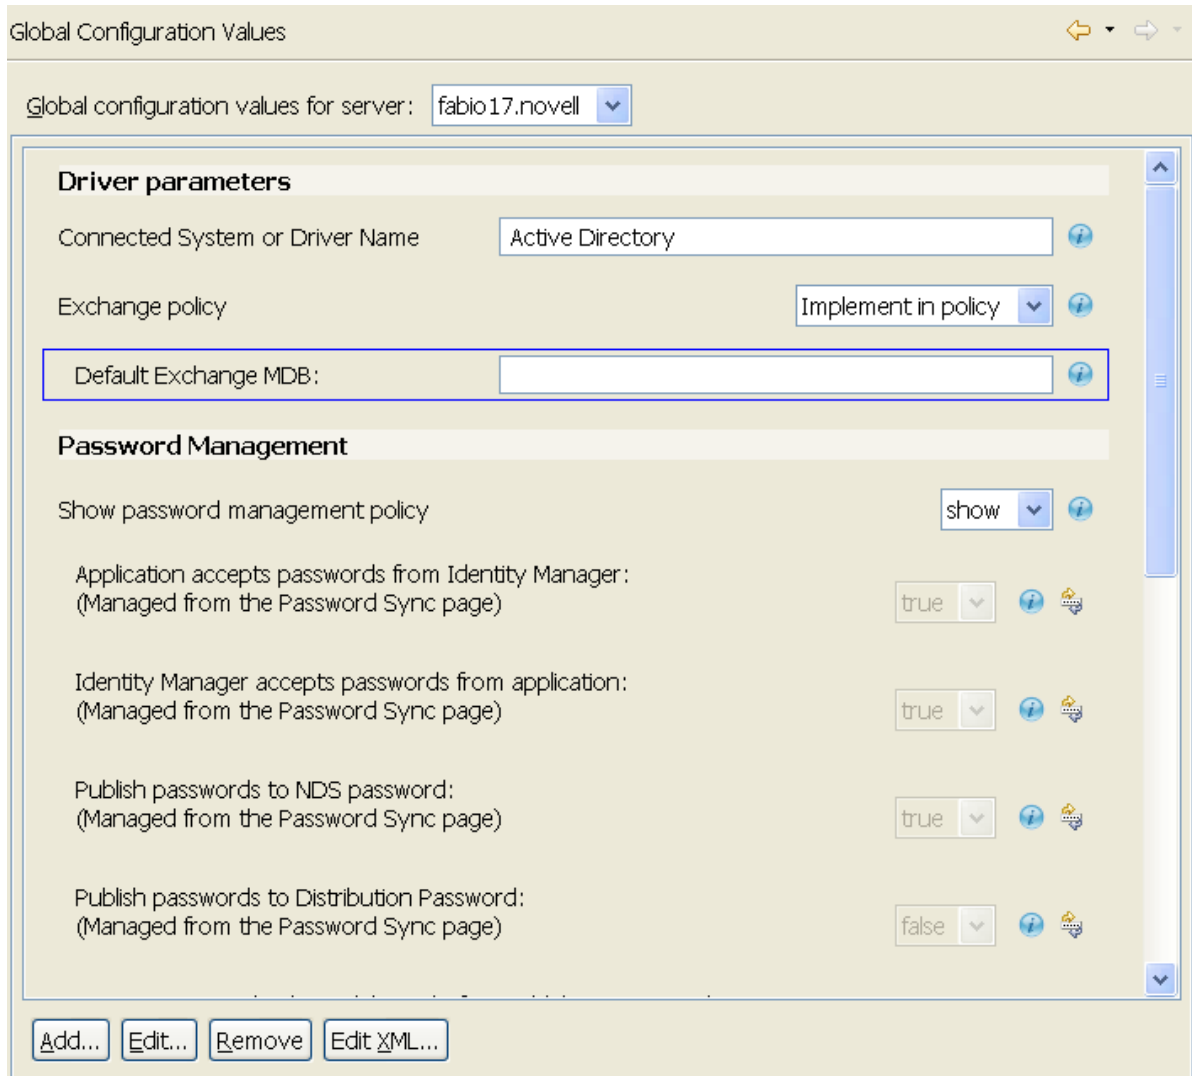 Global Configuration Values
Global configuration values for server: fabio17.novell
Driver parameters
Connected System or Driver Name Active Directory
Exchange policy Implement in policy
Default Exchange MDB:
Password Management
Show password management policy show
Application accepts passwords from Identity Manager:
(Managed from the Password Sync page) true
Identity Manager accepts passwords from application:
(Managed from the Password Sync page) true
Publish passwords to NDS password:
(Managed from the Password Sync page) true
Publish passwords to Distribution Password:
(Managed from the Password Sync page) false
Add... Edit... Remove Edit XML...